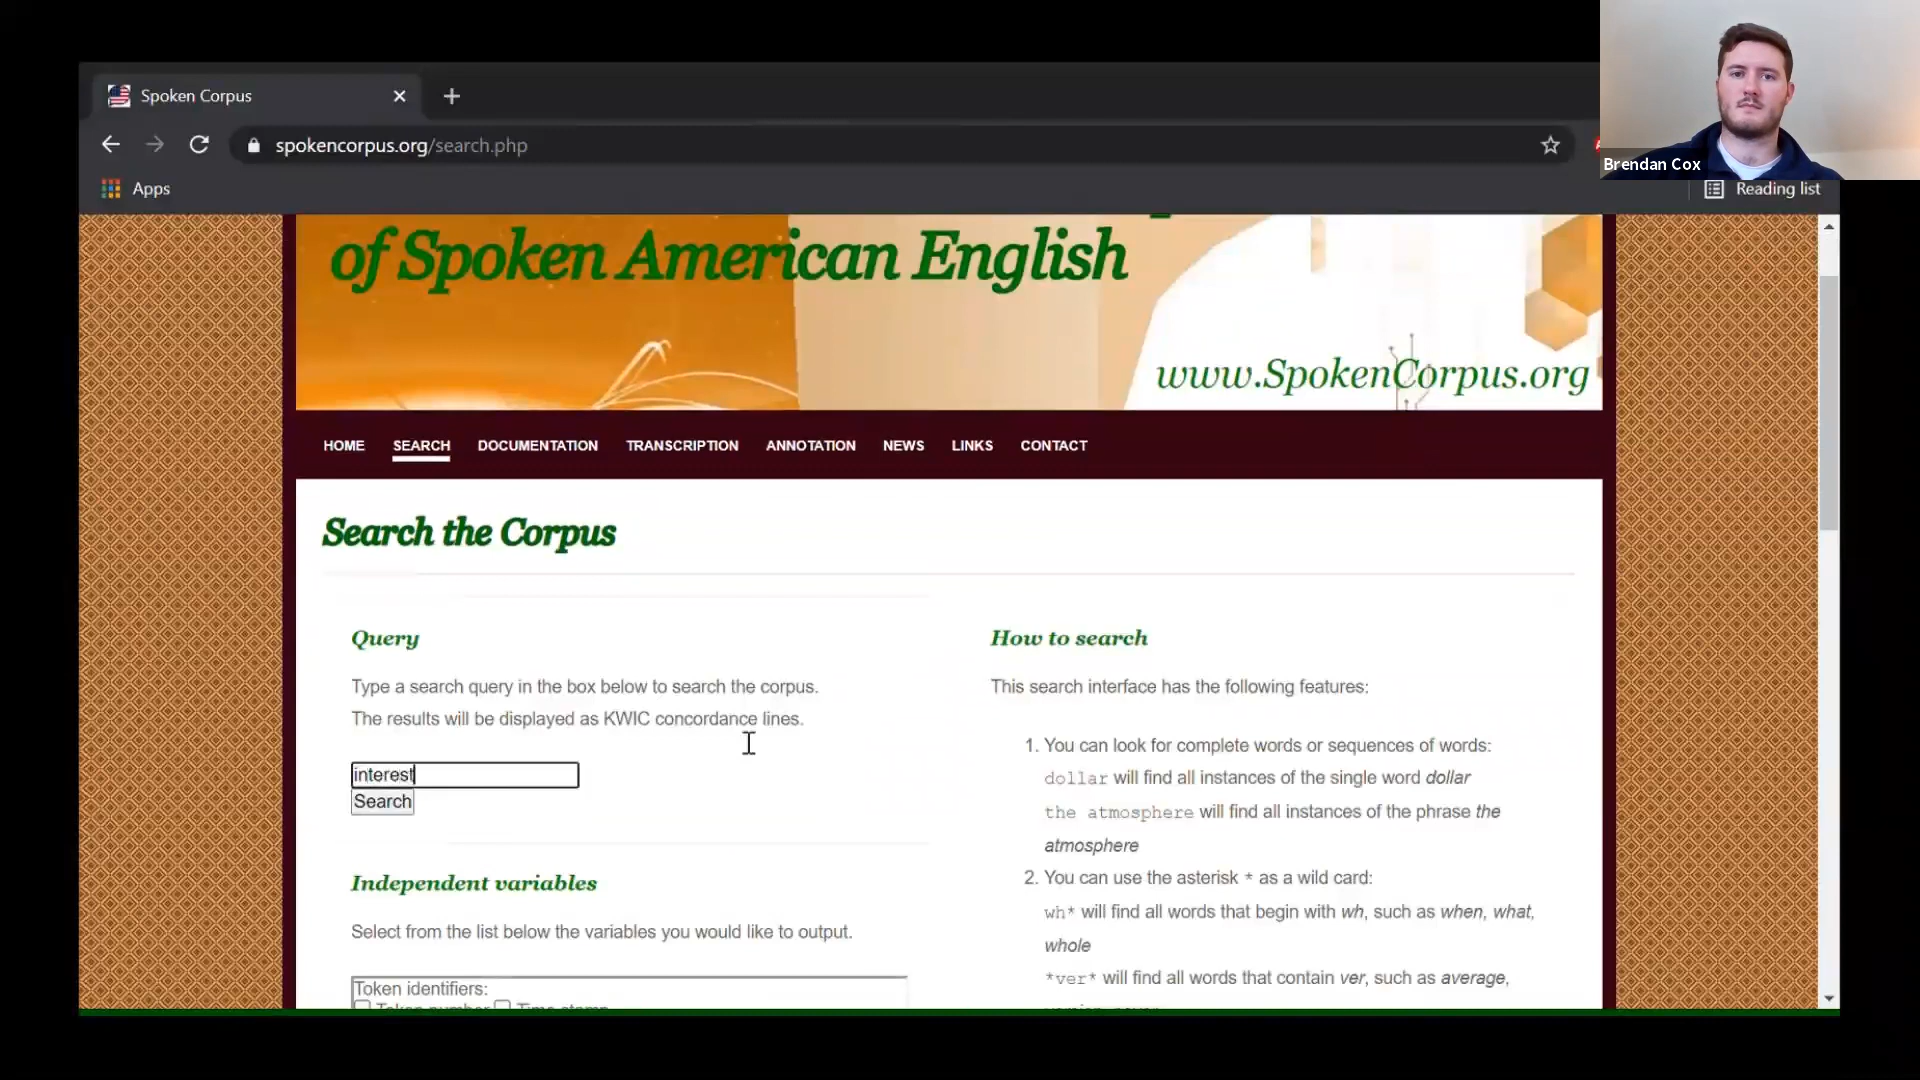 Brendan Cox
Spoken Corpus
spokencorpus.org/search.php
Apps
Reading list
of Spoken American English
www.SpokenCorpus.org
HOME SEARCH DOCUMENTATION TRANSCRIPTION ANNOTATION NEWS LINKS CONTACT
Search the Corpus
Query
Type a search query in the box below to search the corpus.
The results will be displayed as KWIC concordance lines.
interest
Search
Independent variables
Select from the list below the variables you would like to output.
Token identifiers:
Token number Time stamp
How to search
This search interface has the following features:
1. You can look for complete words or sequences of words:
dollar will find all instances of the single word dollar
the atmosphere will find all instances of the phrase the
atmosphere
2. You can use the asterisk * as a wild card:
wh* will find all words that begin with wh, such as when, what,
whole
*ver* will find all words that contain ver, such as average,